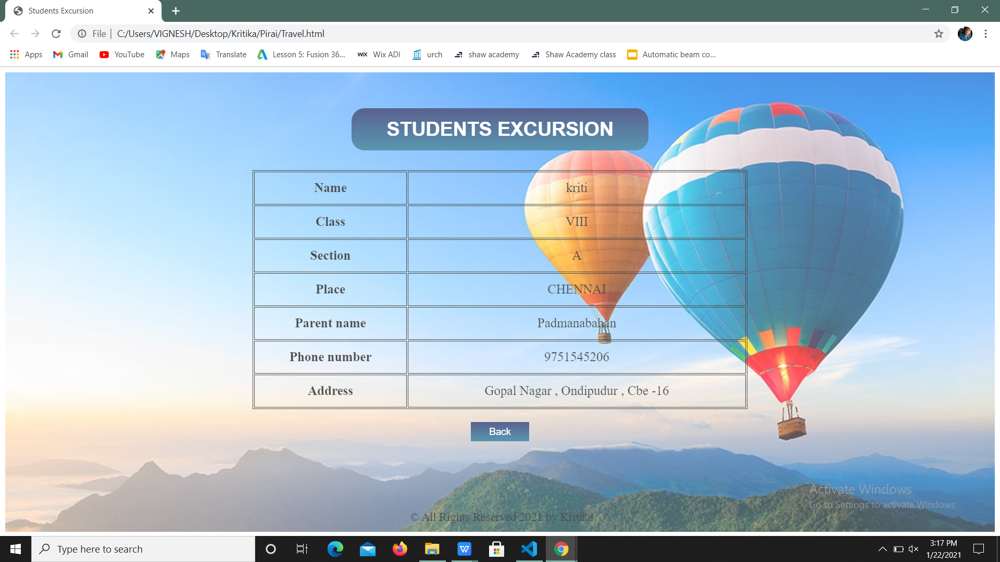 Students Excursion
File | C:/Users/VIGNESH/Desktop/Kritika/Pirai/Travel.html
Apps Gmail YouTube Maps Translate Lesson 5: Fusion 36... WIX Wix ADI urch shaw academy Shaw Academy class Automatic beam co...
STUDENTS EXCURSION
Name kriti
Class VIII
Section A
Place CHENNAI
Parent name Padmanabahan
Phone number 9751545206
Address Gopal Nagar , Ondipudur , Cbe -16
Back
Activate Windows
Go to Settings to activate Windows.
© All Rights Reserved 2021 by Kritika
Type here to search
3:17 PM
1/22/2021